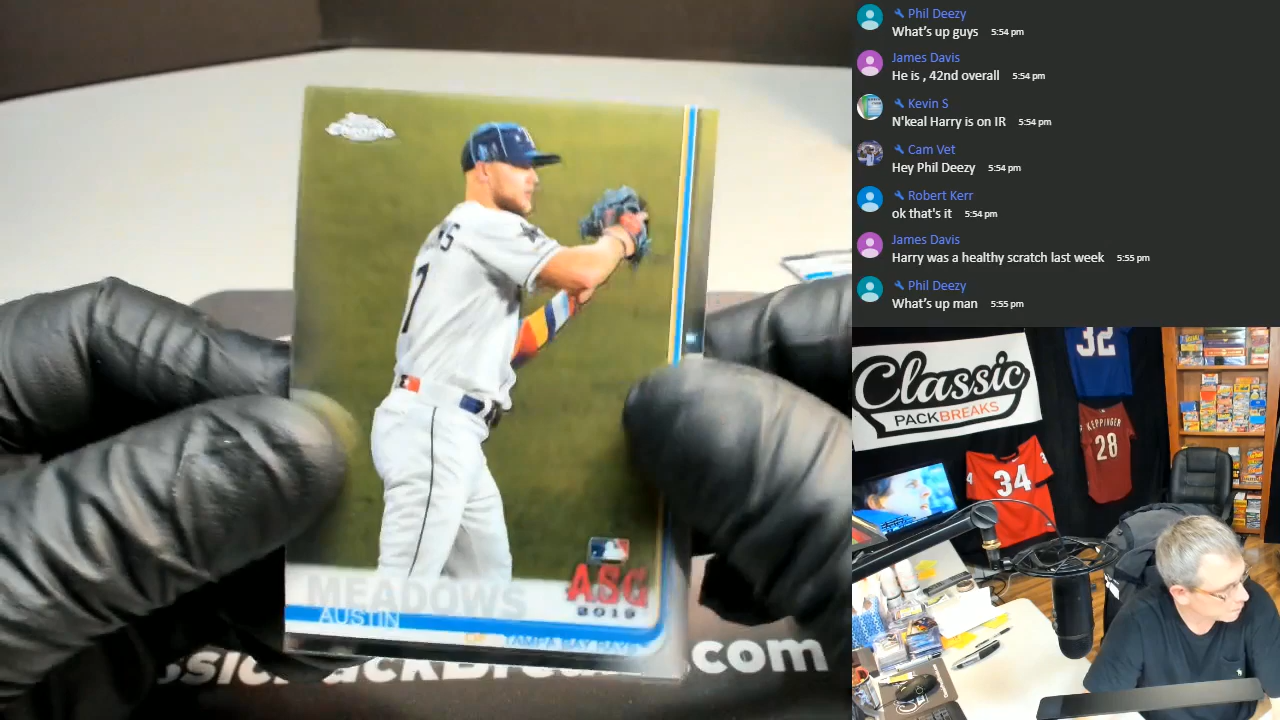 Phil Deezy
What's up guys 5:54 pm
James Davis
He is , 42nd overall 5:54 pm
Kevin S
N'keal Harry is on IR 5:54 pm
Cam Vet
Hey Phil Deezy 5:54 pm
Robert Kerr
ok that's it 5:54 pm
James Davis
Harry was a healthy scratch last week 5:55 pm
Phil Deezy
What's up man 5:55 pm
CHROME
7
MEADOWS
AUSTIN
ASG
2019
TAMPA BAY RAYS
.com
Classic
PACKBREAKS
32
KEPPINGER
28
34